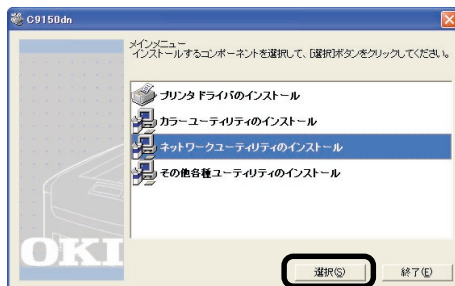 C9150dn
メインメニュー
インストールするコンポーネントを選択して、[選択]ボタンをクリックしてください。
プリンタドライバのインストール
カラーユーティリティのインストール
ネットワークユーティリティのインストール
その他各種ユーティリティのインストール
OKI
選択(S)
終了(E)